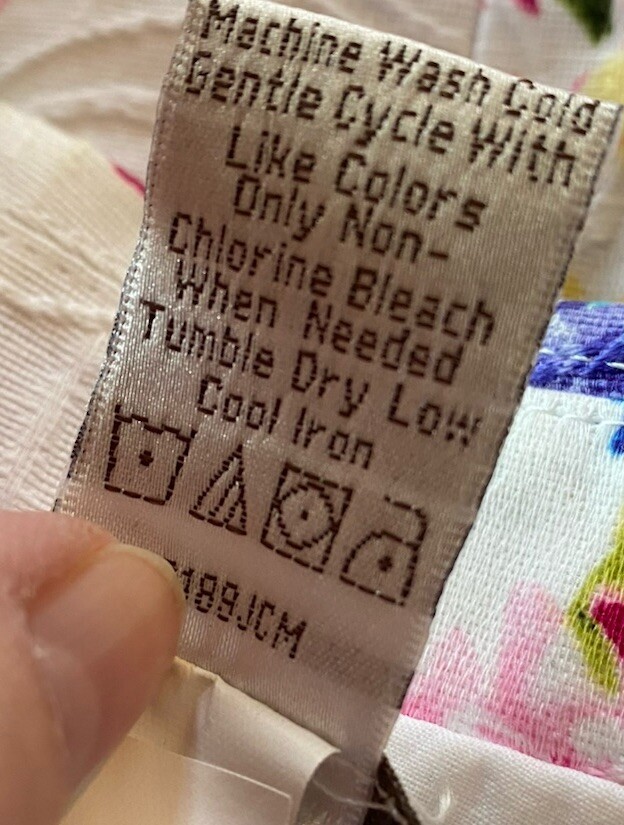 Machine Wash Cold
Gentle Cycle With
Like Colors
Only Non-
Chlorine Bleach
When Needed
Tumble Dry Low
Cool Iron
189JCM